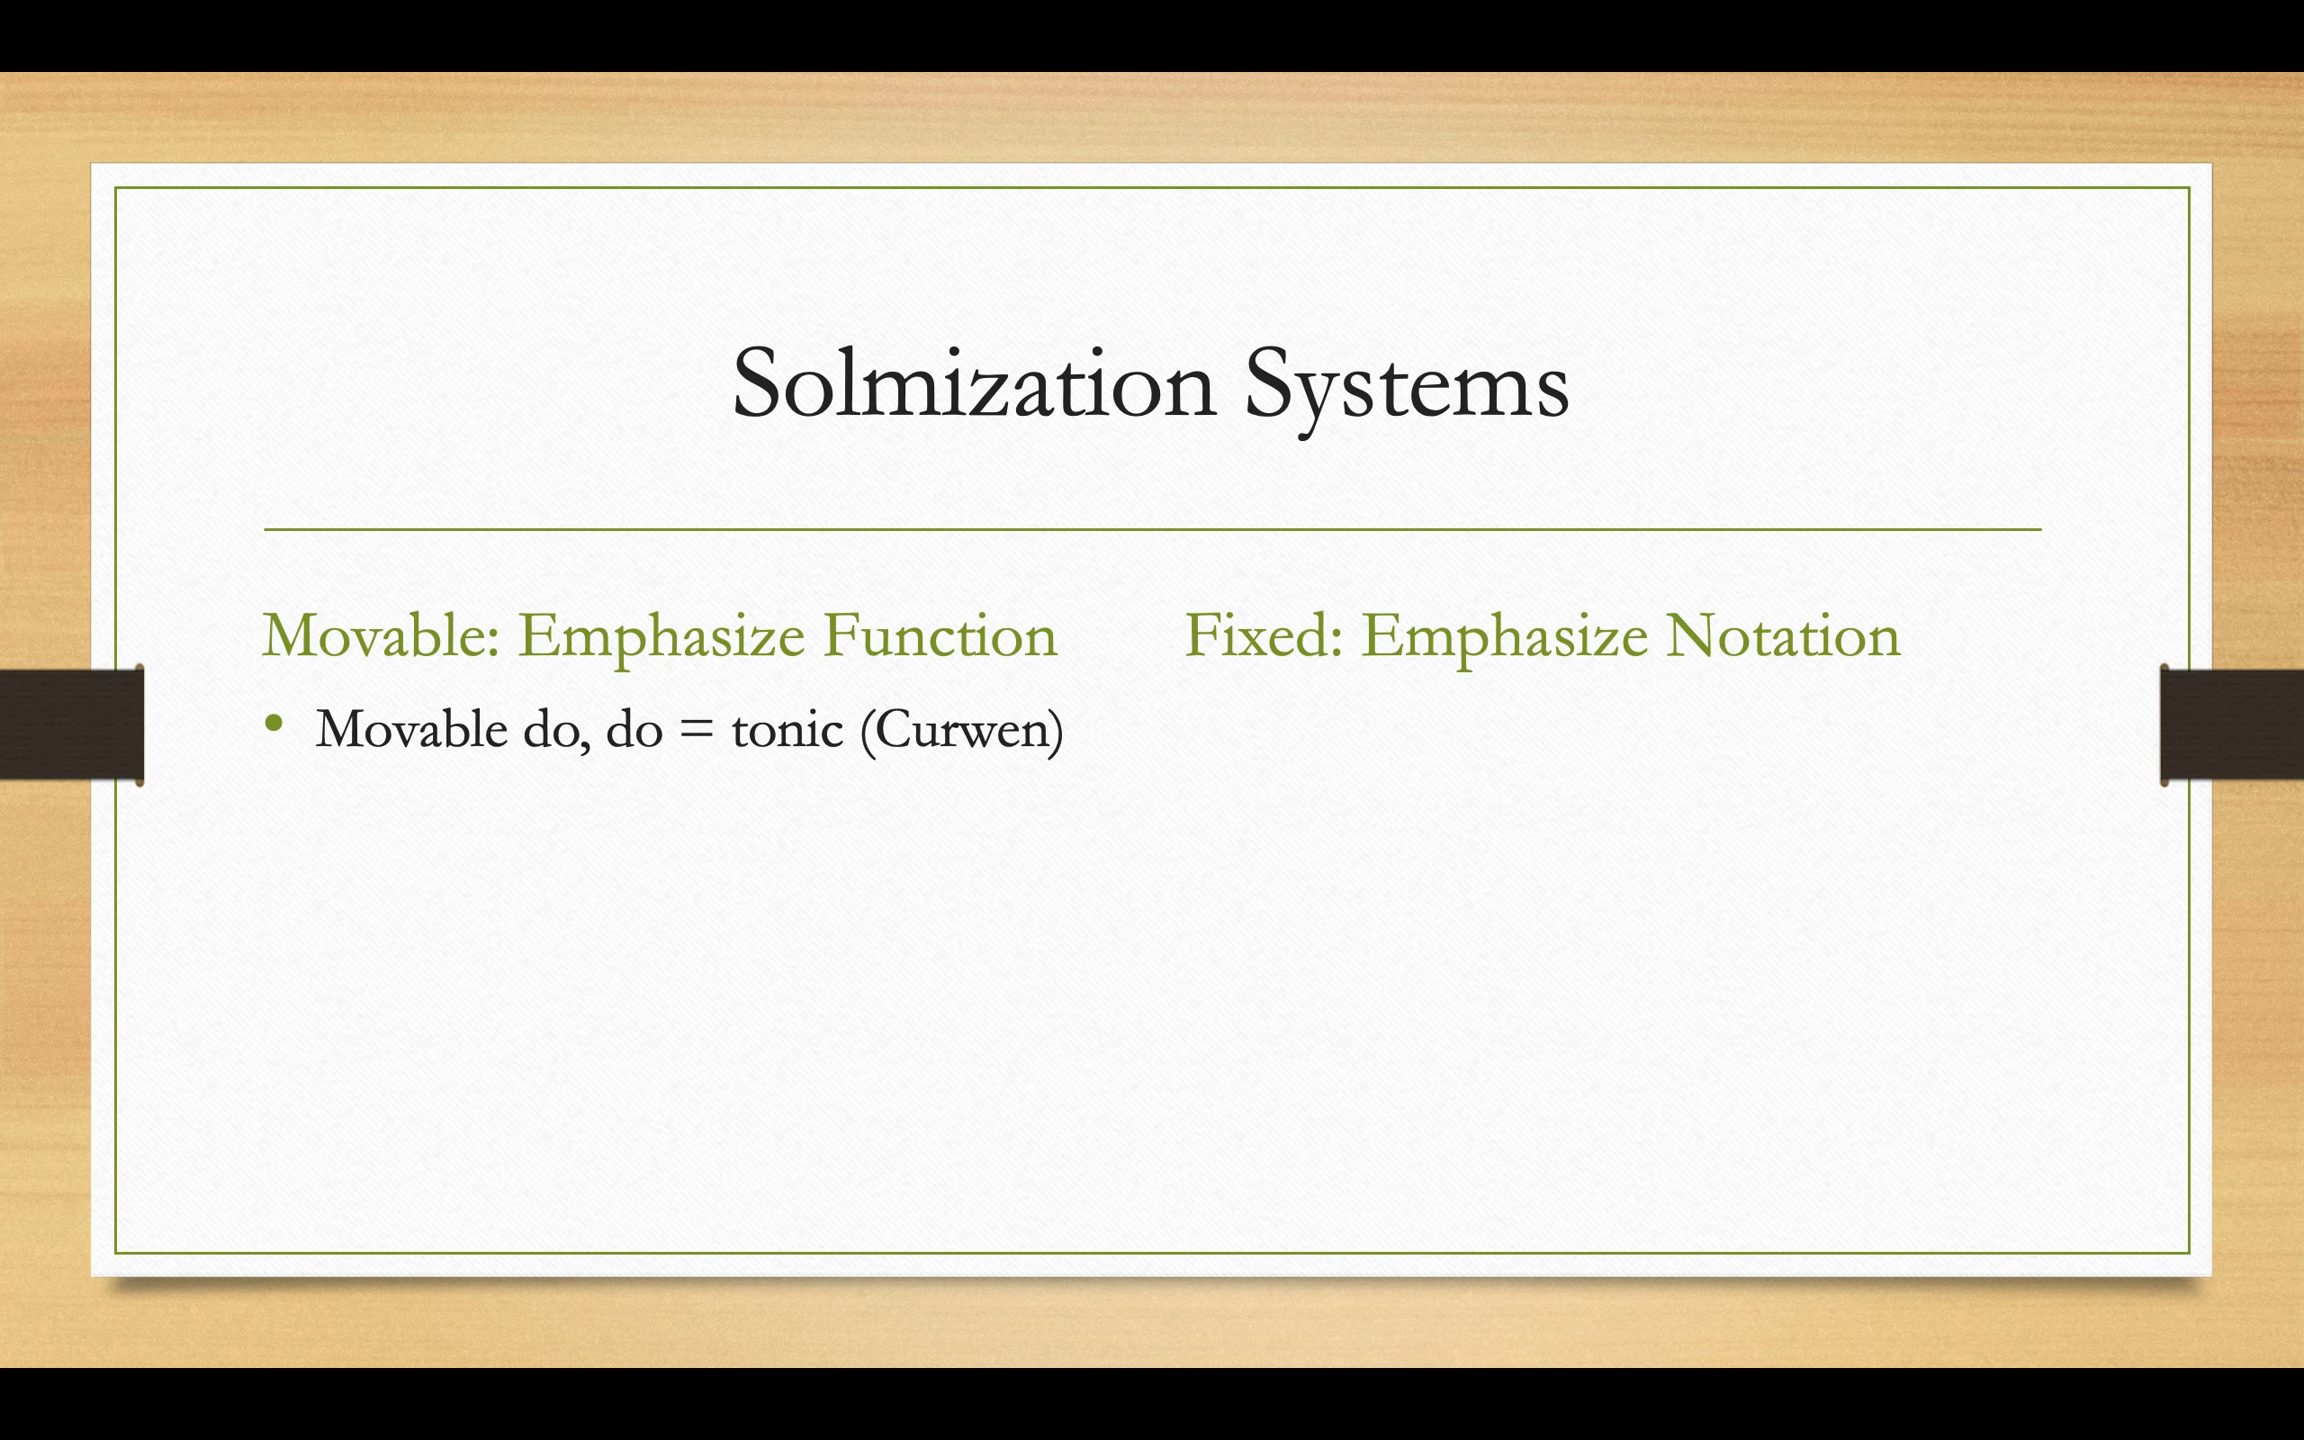 Solmization Systems
Movable: Emphasize Function
• Movable do, do = tonic (Curwen)
Fixed: Emphasize Notation